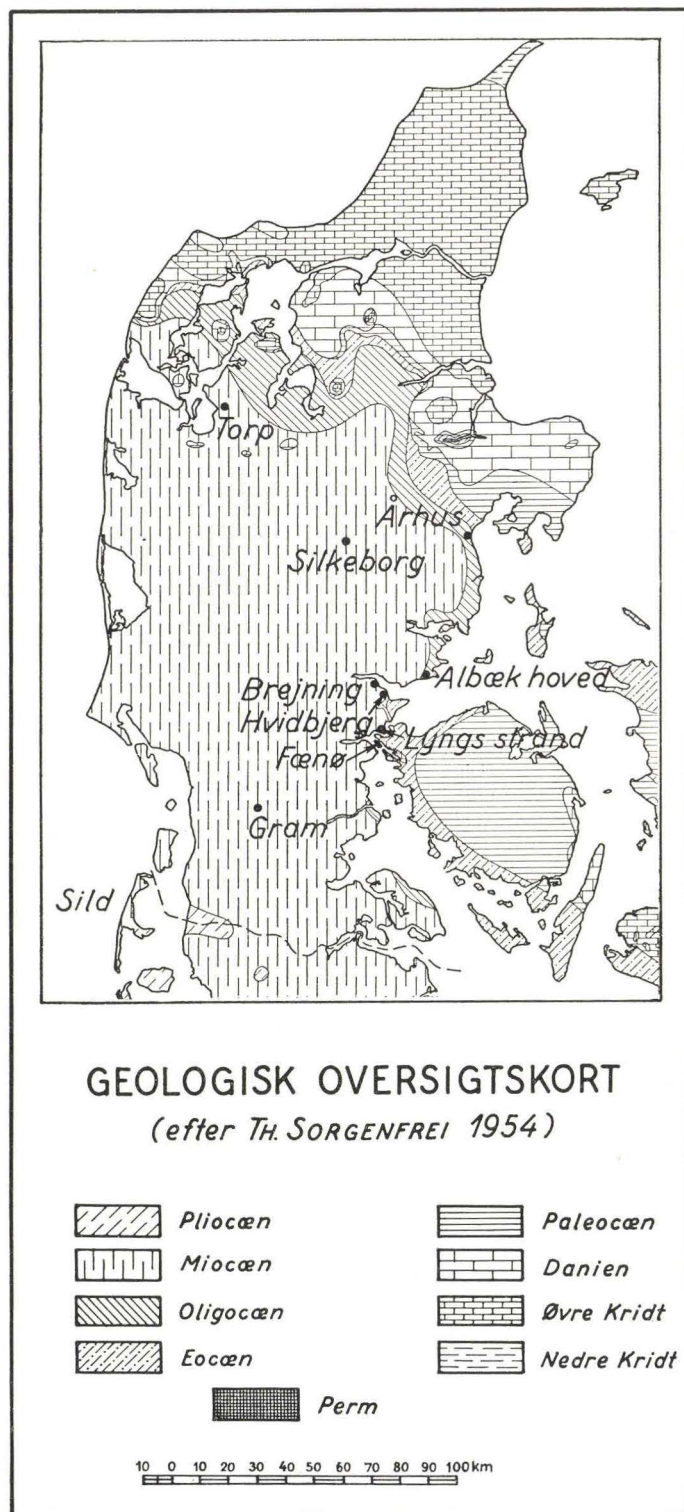 Torp
Århus
Silkeborg
Albæk hoved
Brejning
Hvidbjerg
Lyngs strand
Fænø
Gram
Sild
GEOLOGISK OVERSIGTSKORT
(efter TH. SORGENFREI 1954)
Pliocæn
Miocæn
Oligocæn
Eocæn
Paleocæn
Danien
Øvre Kridt
Nedre Kridt
Perm
10 0 10 20 30 40 50 60 70 80 90 100 km